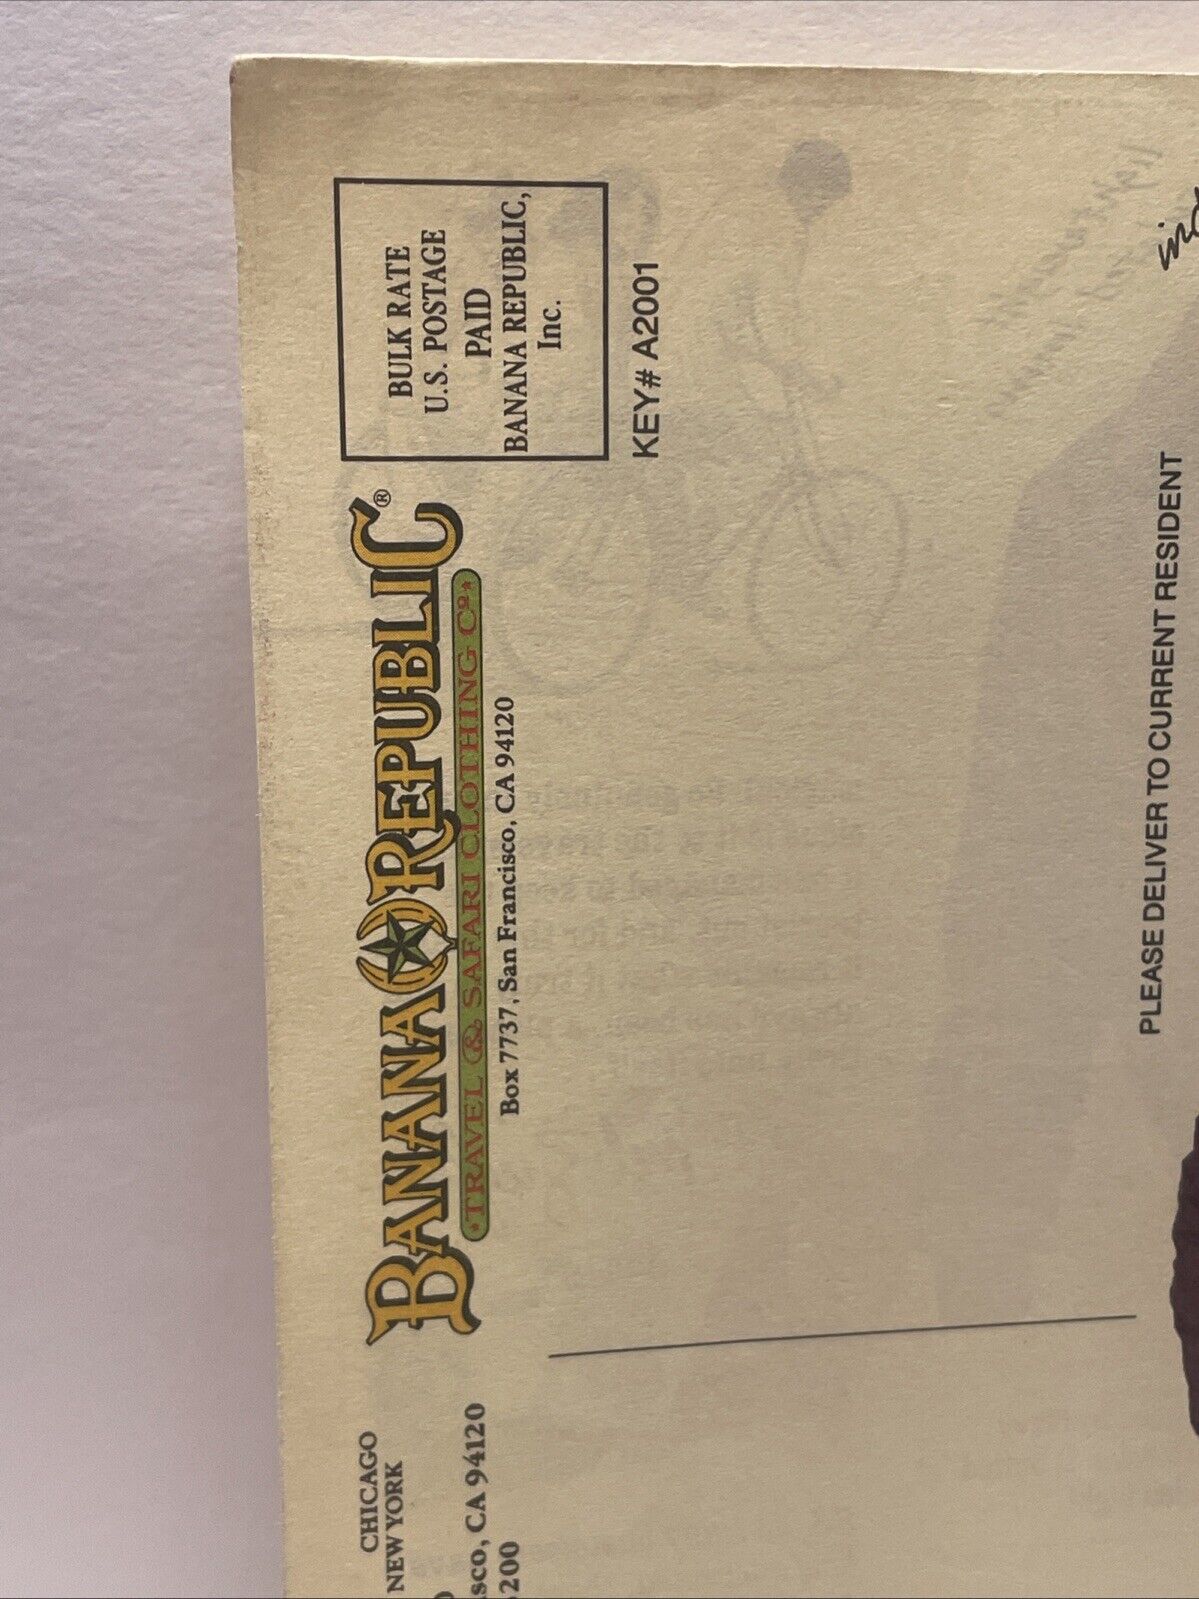 CHICAGO
NEW YORK
sco, CA 94120
200
BANANA REPUBLIC®
★TRAVEL & SAFARI CLOTHING Cº★
Box 7737, San Francisco, CA 94120
BULK RATE
U.S. POSTAGE
PAID
BANANA REPUBLIC,
Inc.
KEY# A2001
PLEASE DELIVER TO CURRENT RESIDENT